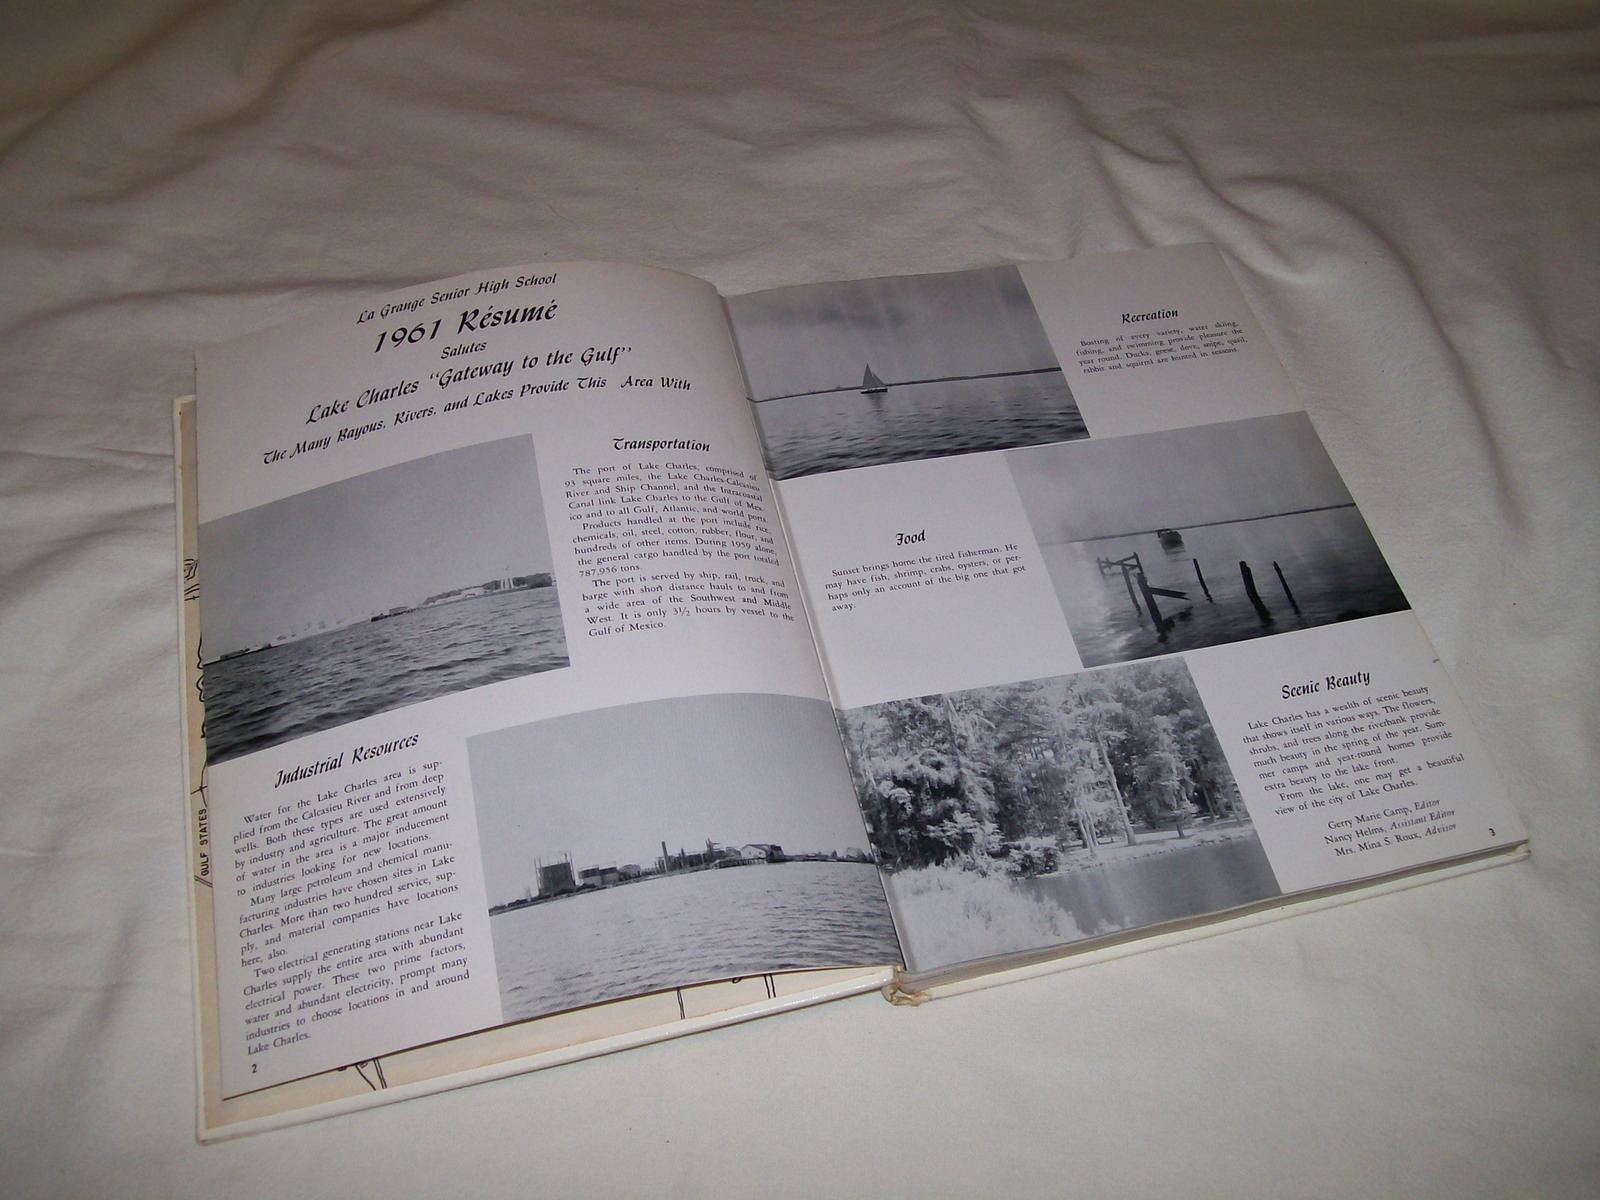 La Grange Senior High School
1961 Résumé
Salutes
Lake Charles "Gateway to the Gulf"
The Many Bayous, Rivers, and Lakes Provide This Area With
Transportation
The port of Lake Charles, comprised of
93 square miles, the Lake Charles-Calcasieu
River and Ship Channel, and the Intracoastal
Canal link Lake Charles to the Gulf of Mex-
ico and to all Gulf, Atlantic, and world ports.
Products handled at the port include rice,
chemicals, oil, steel, cotton, rubber, flour, and
hundreds of other items. During 1959 alone,
the general cargo handled by the port totaled
787,956 tons.
The port is served by ship, rail, truck, and
barge with short distance hauls to and from
a wide area of the Southwest and Middle
West. It is only 3½ hours by vessel to the
Gulf of Mexico.
Industrial Resources
Water for the Lake Charles area is sup-
plied from the Calcasieu River and from deep
wells. Both these types are used extensively
by industry and agriculture. The great amount
of water in the area is a major inducement
to industries looking for new locations.
Many large petroleum and chemical manu-
facturing industries have chosen sites in Lake
Charles. More than two hundred service, sup-
ply, and material companies have locations
here, also.
Two electrical generating stations near Lake
Charles supply the entire area with abundant
electrical power. These two prime factors,
water and abundant electricity, prompt many
industries to choose locations in and around
Lake Charles.
2
GULF STATES
Recreation
Boating of every variety, water skiing,
fishing, and swimming provide pleasure the
year round. Ducks, geese, dove, snipe, quail,
rabbit and squirrel are hunted in seasons.
Food
Sunset brings home the tired fisherman. He
may have fish, shrimp, crabs, oysters, or per-
haps only an account of the big one that got
away.
Scenic Beauty
Lake Charles has a wealth of scenic beauty
that shows itself in various ways. The flowers,
shrubs, and trees along the riverbank provide
much beauty in the spring of the year. Sum-
mer camps and year-round homes provide
extra beauty to the lake front.
From the lake, one may get a beautiful
view of the city of Lake Charles.
Gerry Marie Camp, Editor
Nancy Helms, Assistant Editor
Mrs. Mina S. Roux, Advisor
3